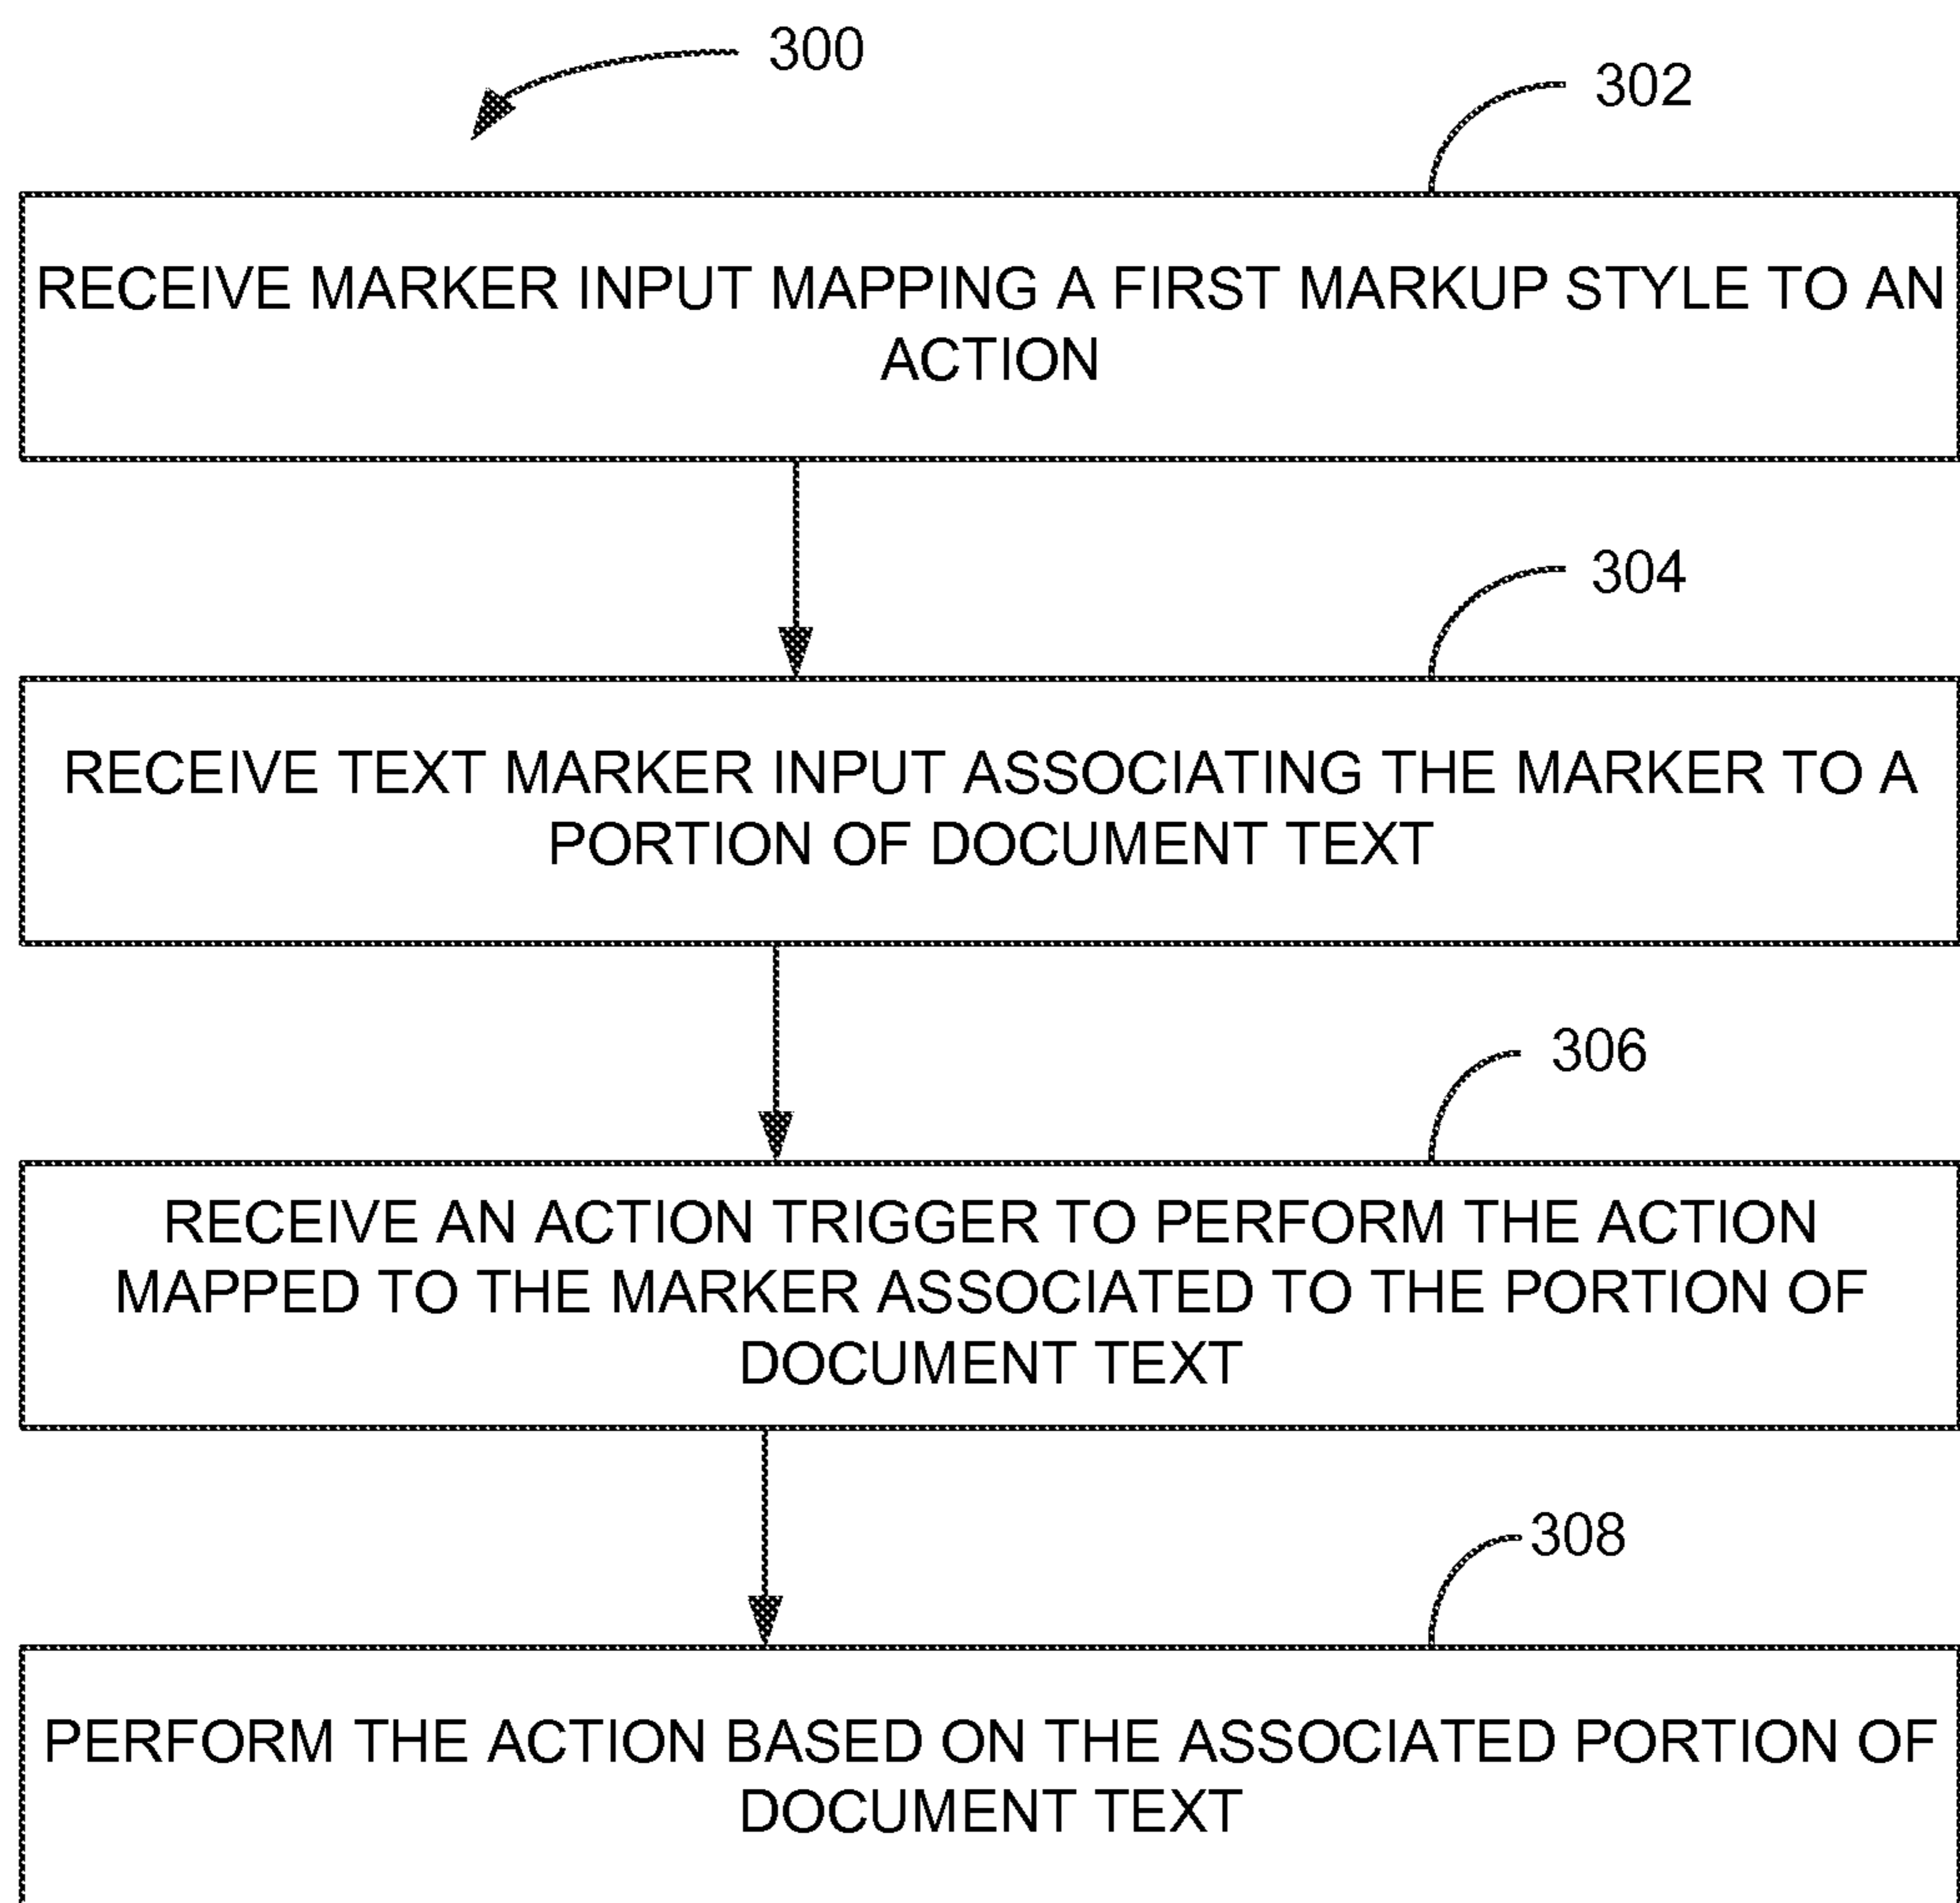 300
302
RECEIVE MARKER INPUT MAPPING A FIRST MARKUP STYLE TO AN
ACTION
304
RECEIVE TEXT MARKER INPUT ASSOCIATING THE MARKER TO A
PORTION OF DOCUMENT TEXT
306
RECEIVE AN ACTION TRIGGER TO PERFORM THE ACTION
MAPPED TO THE MARKER ASSOCIATED TO THE PORTION OF
DOCUMENT TEXT
308
PERFORM THE ACTION BASED ON THE ASSOCIATED PORTION OF
DOCUMENT TEXT